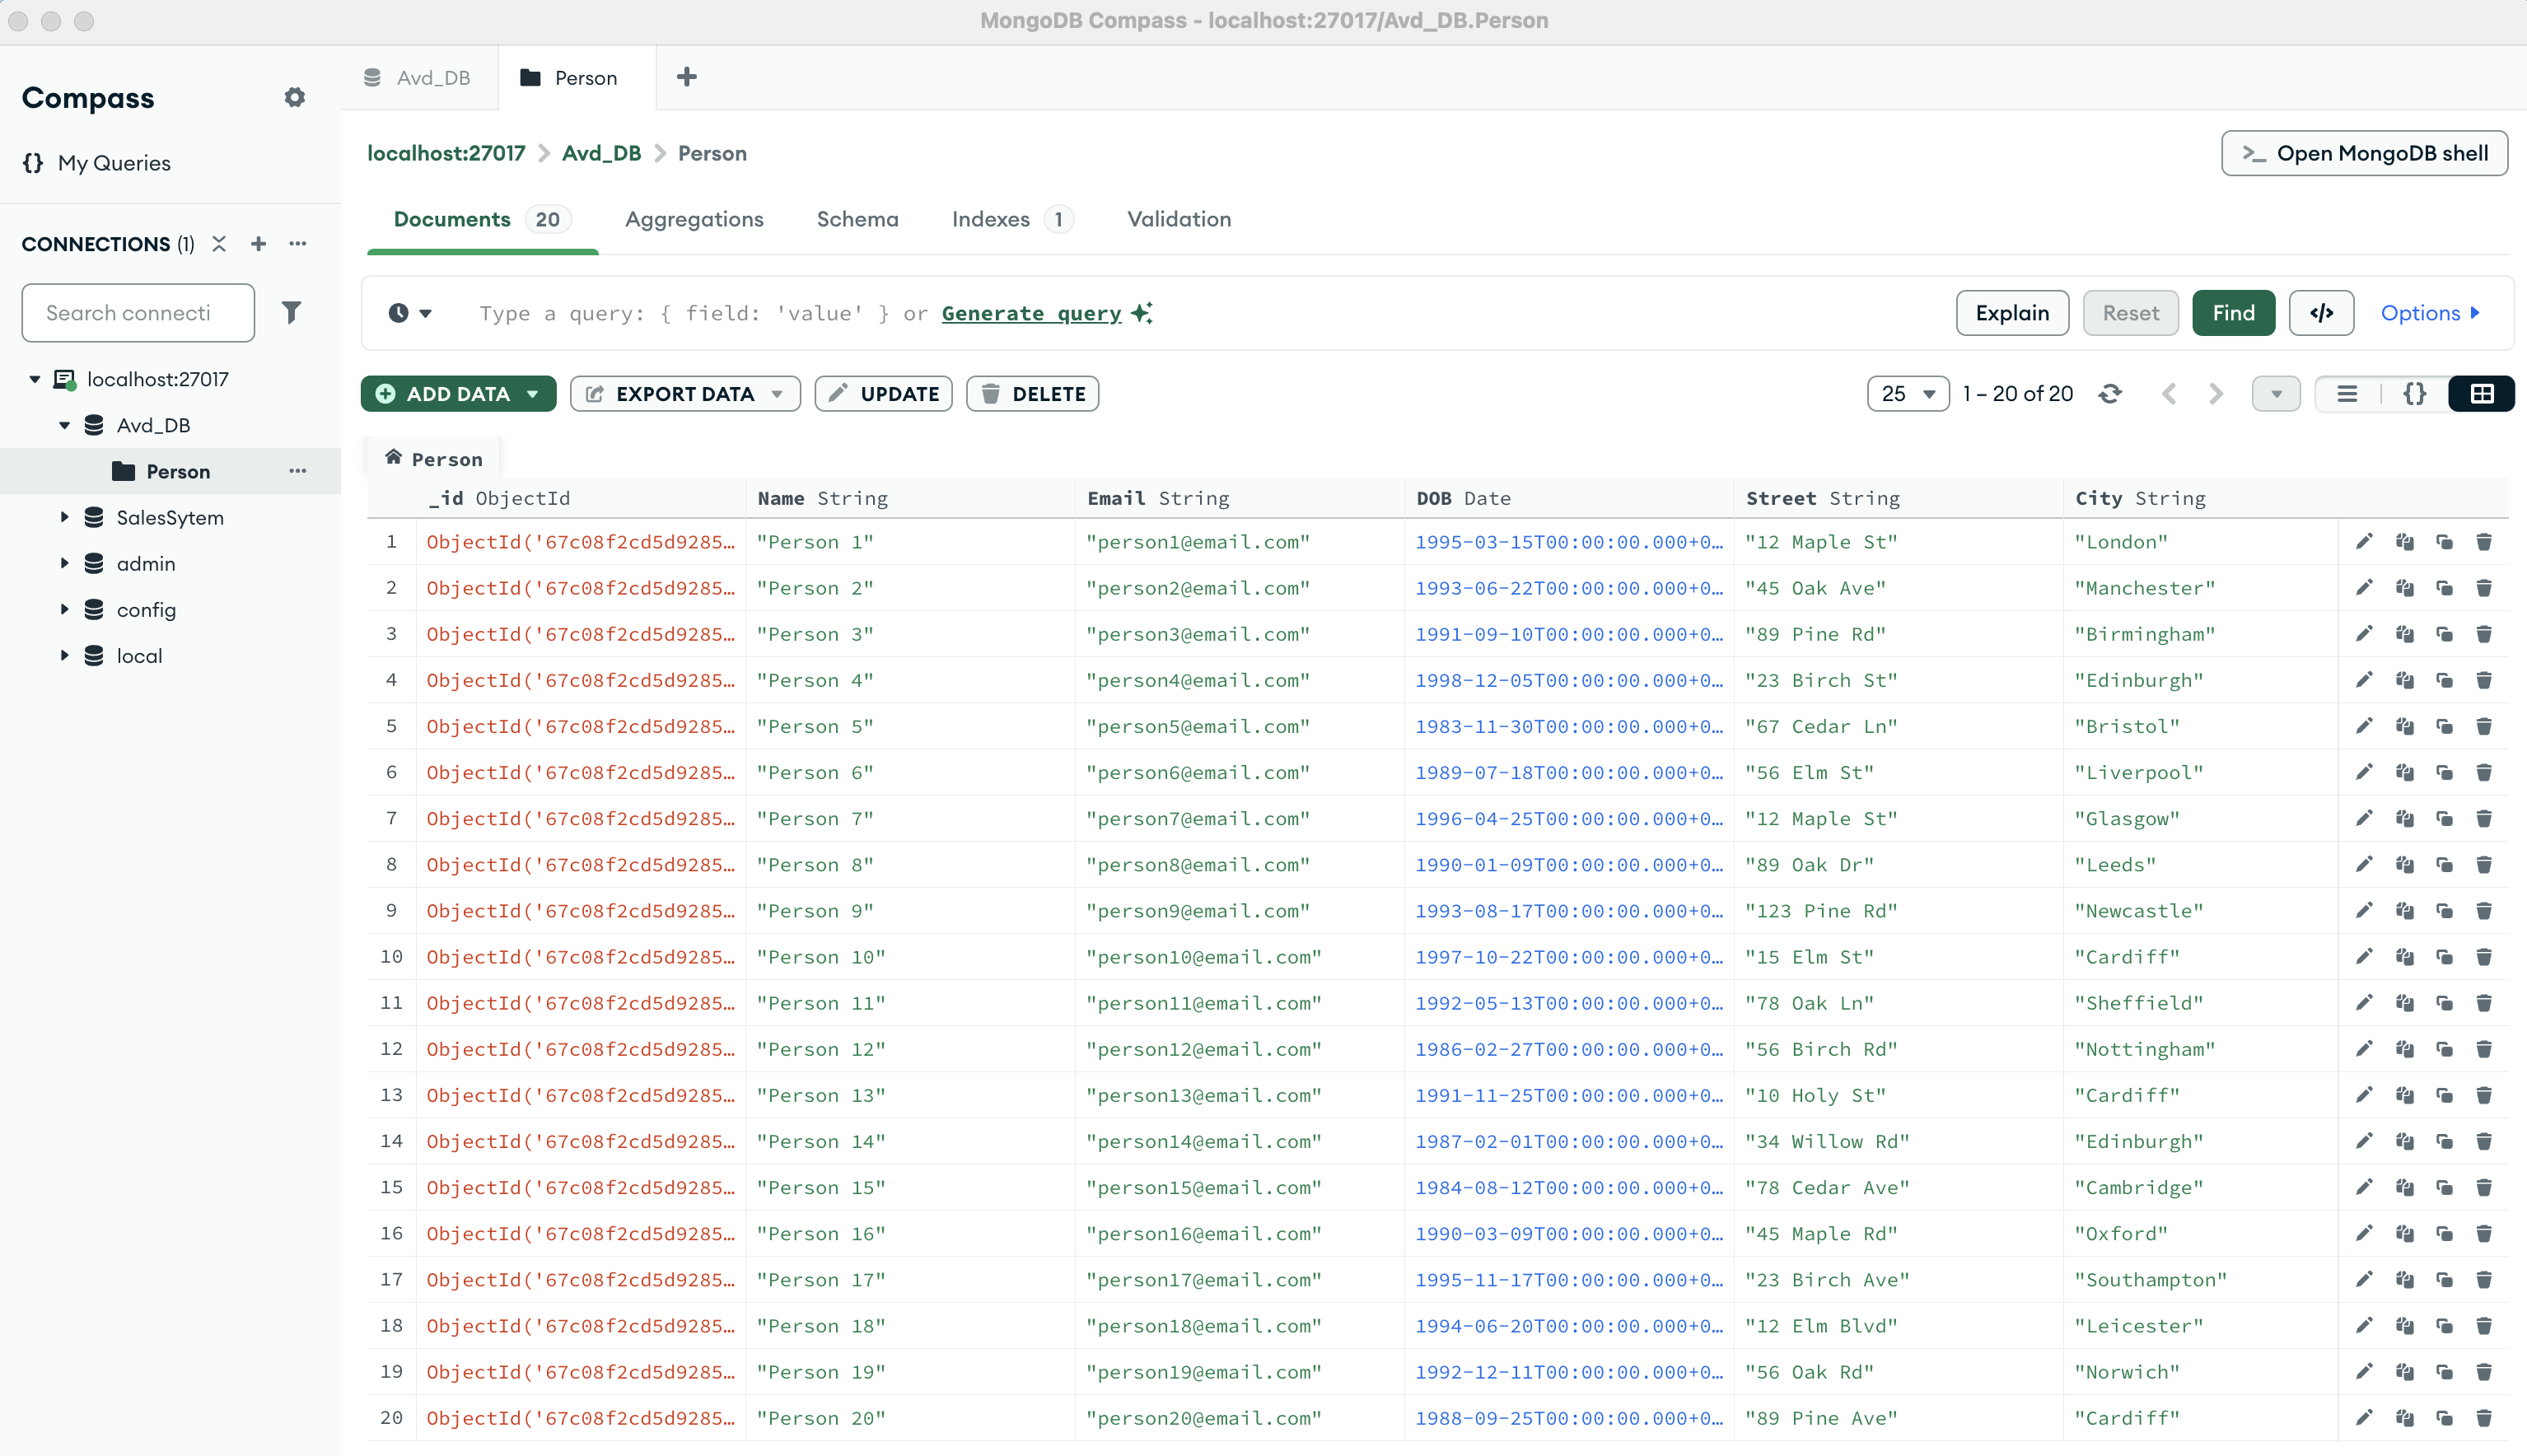 MongoDB Compass - localhost:27017/Avd_DB.Person
Compass
My Queries
CONNECTIONS (1)
Search connecti
localhost:27017
Avd_DB
Person
SalesSytem
admin
config
local
Avd_DB
Person
localhost:27017 > Avd_DB > Person
>_ Open MongoDB shell
Documents 20 Aggregations Schema Indexes 1 Validation
Type a query: { field: 'value' } or Generate query
Explain Reset Find </> Options
ADD DATA EXPORT DATA UPDATE DELETE
25 1 – 20 of 20 {}
Person
_id ObjectId Name String Email String DOB Date Street String City String
1 ObjectId('67c08f2cd5d9285… "Person 1" "person1@email.com" 1995-03-15T00:00:00.000+0… "12 Maple St" "London"
2 ObjectId('67c08f2cd5d9285… "Person 2" "person2@email.com" 1993-06-22T00:00:00.000+0… "45 Oak Ave" "Manchester"
3 ObjectId('67c08f2cd5d9285… "Person 3" "person3@email.com" 1991-09-10T00:00:00.000+0… "89 Pine Rd" "Birmingham"
4 ObjectId('67c08f2cd5d9285… "Person 4" "person4@email.com" 1998-12-05T00:00:00.000+0… "23 Birch St" "Edinburgh"
5 ObjectId('67c08f2cd5d9285… "Person 5" "person5@email.com" 1983-11-30T00:00:00.000+0… "67 Cedar Ln" "Bristol"
6 ObjectId('67c08f2cd5d9285… "Person 6" "person6@email.com" 1989-07-18T00:00:00.000+0… "56 Elm St" "Liverpool"
7 ObjectId('67c08f2cd5d9285… "Person 7" "person7@email.com" 1996-04-25T00:00:00.000+0… "12 Maple St" "Glasgow"
8 ObjectId('67c08f2cd5d9285… "Person 8" "person8@email.com" 1990-01-09T00:00:00.000+0… "89 Oak Dr" "Leeds"
9 ObjectId('67c08f2cd5d9285… "Person 9" "person9@email.com" 1993-08-17T00:00:00.000+0… "123 Pine Rd" "Newcastle"
10 ObjectId('67c08f2cd5d9285… "Person 10" "person10@email.com" 1997-10-22T00:00:00.000+0… "15 Elm St" "Cardiff"
11 ObjectId('67c08f2cd5d9285… "Person 11" "person11@email.com" 1992-05-13T00:00:00.000+0… "78 Oak Ln" "Sheffield"
12 ObjectId('67c08f2cd5d9285… "Person 12" "person12@email.com" 1986-02-27T00:00:00.000+0… "56 Birch Rd" "Nottingham"
13 ObjectId('67c08f2cd5d9285… "Person 13" "person13@email.com" 1991-11-25T00:00:00.000+0… "10 Holy St" "Cardiff"
14 ObjectId('67c08f2cd5d9285… "Person 14" "person14@email.com" 1987-02-01T00:00:00.000+0… "34 Willow Rd" "Edinburgh"
15 ObjectId('67c08f2cd5d9285… "Person 15" "person15@email.com" 1984-08-12T00:00:00.000+0… "78 Cedar Ave" "Cambridge"
16 ObjectId('67c08f2cd5d9285… "Person 16" "person16@email.com" 1990-03-09T00:00:00.000+0… "45 Maple Rd" "Oxford"
17 ObjectId('67c08f2cd5d9285… "Person 17" "person17@email.com" 1995-11-17T00:00:00.000+0… "23 Birch Ave" "Southampton"
18 ObjectId('67c08f2cd5d9285… "Person 18" "person18@email.com" 1994-06-20T00:00:00.000+0… "12 Elm Blvd" "Leicester"
19 ObjectId('67c08f2cd5d9285… "Person 19" "person19@email.com" 1992-12-11T00:00:00.000+0… "56 Oak Rd" "Norwich"
20 ObjectId('67c08f2cd5d9285… "Person 20" "person20@email.com" 1988-09-25T00:00:00.000+0… "89 Pine Ave" "Cardiff"